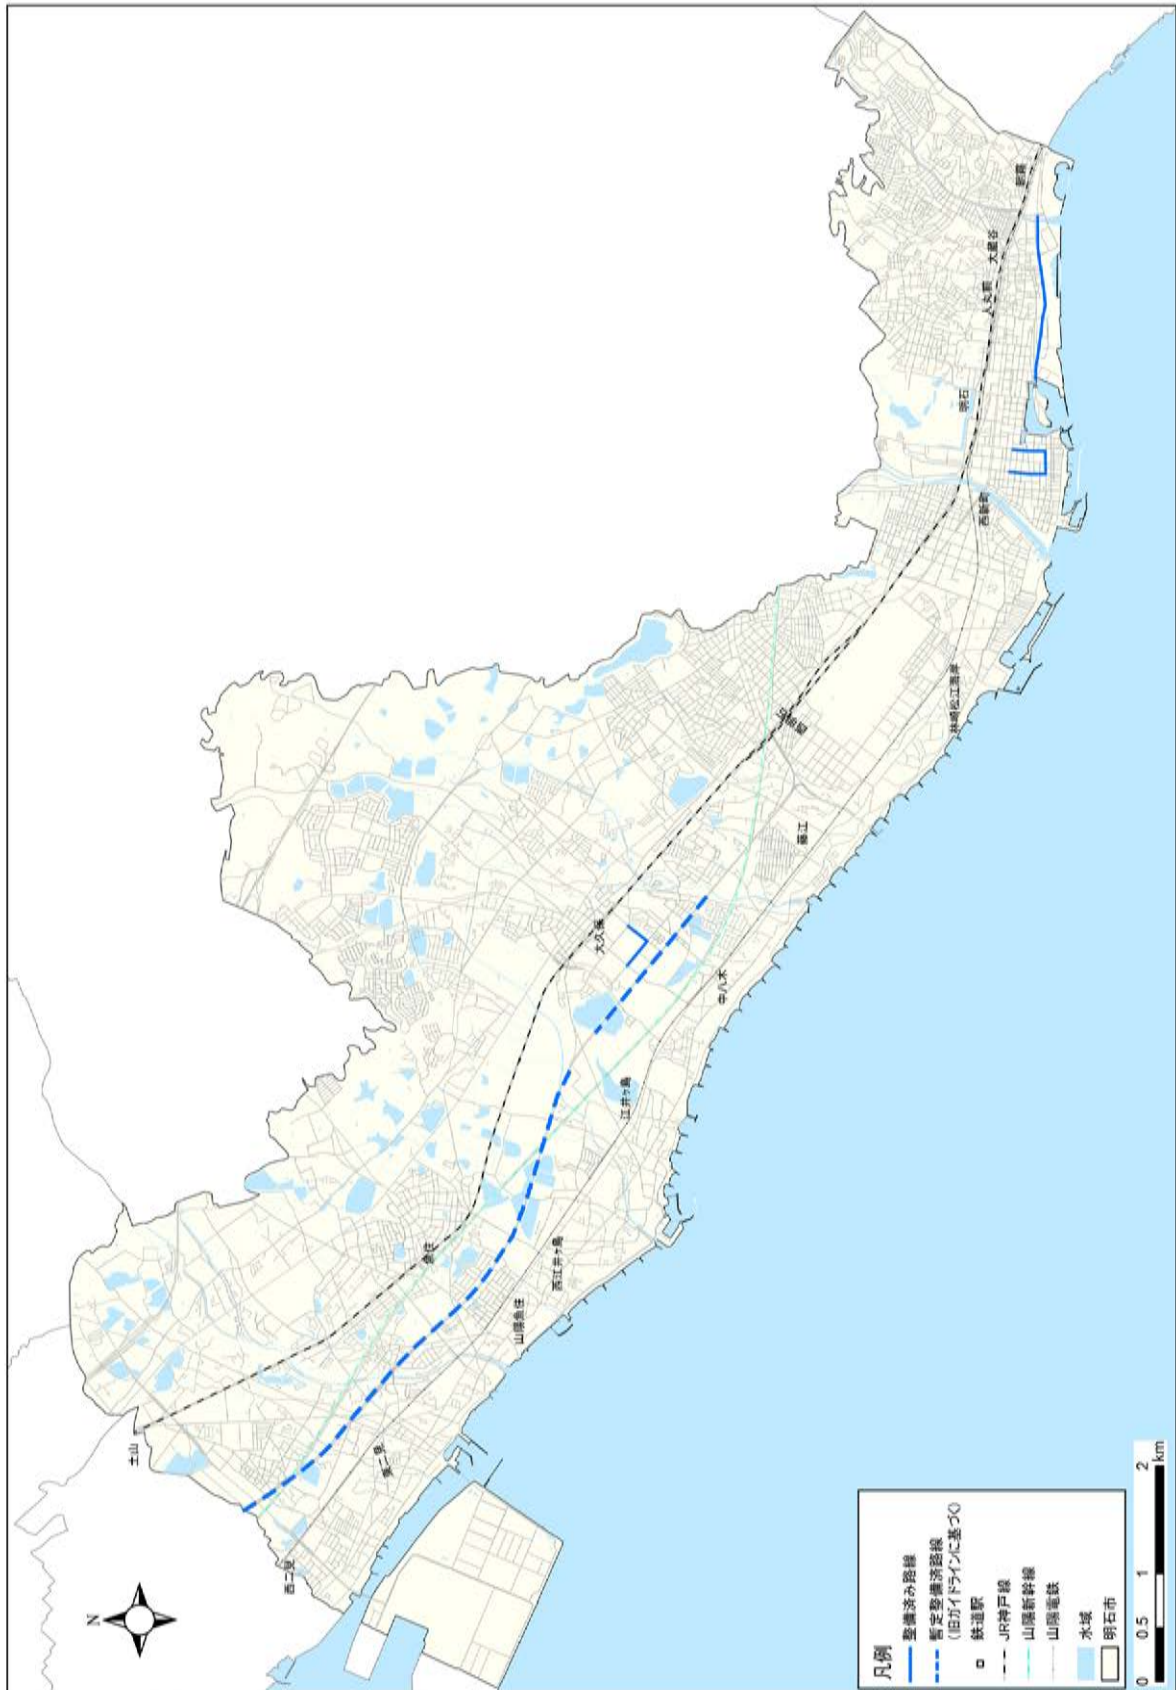 N
土山
西二見
東二見
魚住
山陽魚住
西江井ヶ島
江井ヶ島
大久保
中八木
藤江
西明石
林崎松江海岸
西新町
明石
人丸前
大蔵谷
朝霧
凡例
整備済み路線
暫定整備済路線
(旧ガイドラインに基づく)
鉄道駅
JR神戸線
山陽新幹線
山陽電鉄
水域
明石市
0 0.5 1 2
km